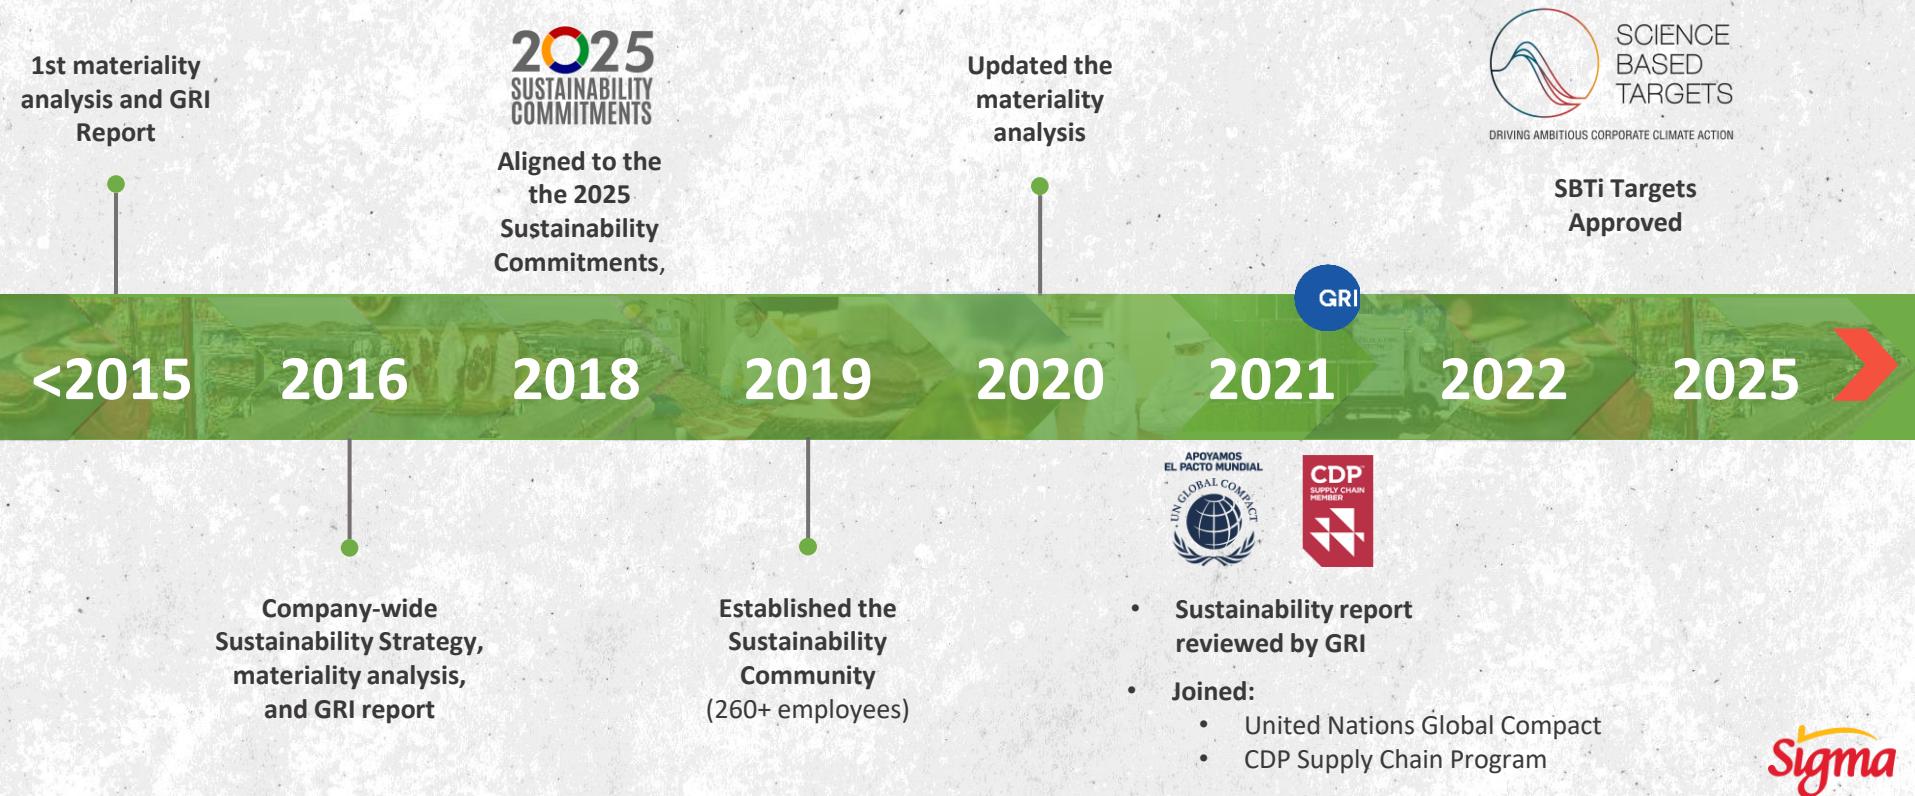 1st materiality
analysis and GRI
Report
2025
SUSTAINABILITY
COMMITMENTS
Aligned to the
the 2025
Sustainability
Commitments,
Updated the
materiality
analysis
SCIENCE
BASED
TARGETS
DRIVING AMBITIOUS CORPORATE CLIMATE ACTION
SBTi Targets
Approved
GRI
<2015
2016
2018
2019
2020
2021
2022
2025
Company-wide
Sustainability Strategy,
materiality analysis,
and GRI report
Established the
Sustainability
Community
(260+ employees)
APOYAMOS
EL PACTO MUNDIAL
UN GLOBAL COMPACT
CDP
SUPPLY CHAIN
MEMBER
• Sustainability report
reviewed by GRI
• Joined:
• United Nations Global Compact
• CDP Supply Chain Program
Sigma